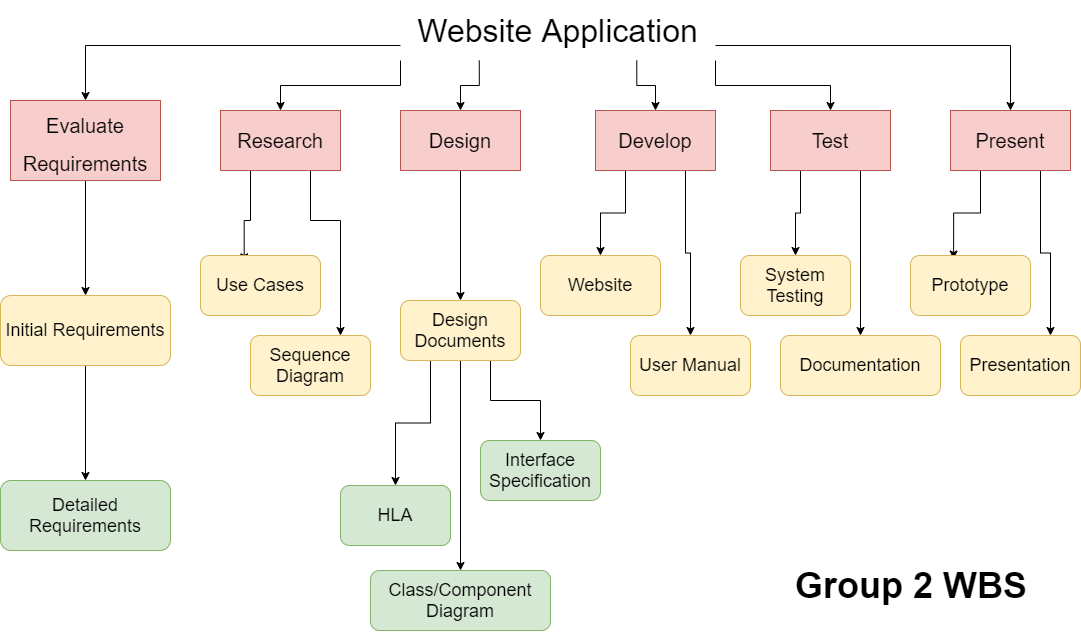 Website Application
Evaluate
Requirements
Research
Design
Develop
Test
Present
Use Cases
Website
System
Testing
Prototype
Initial Requirements
Design
Documents
Sequence
Diagram
User Manual
Documentation
Presentation
Interface
Specification
Detailed
Requirements
HLA
Class/Component
Diagram
Group 2 WBS